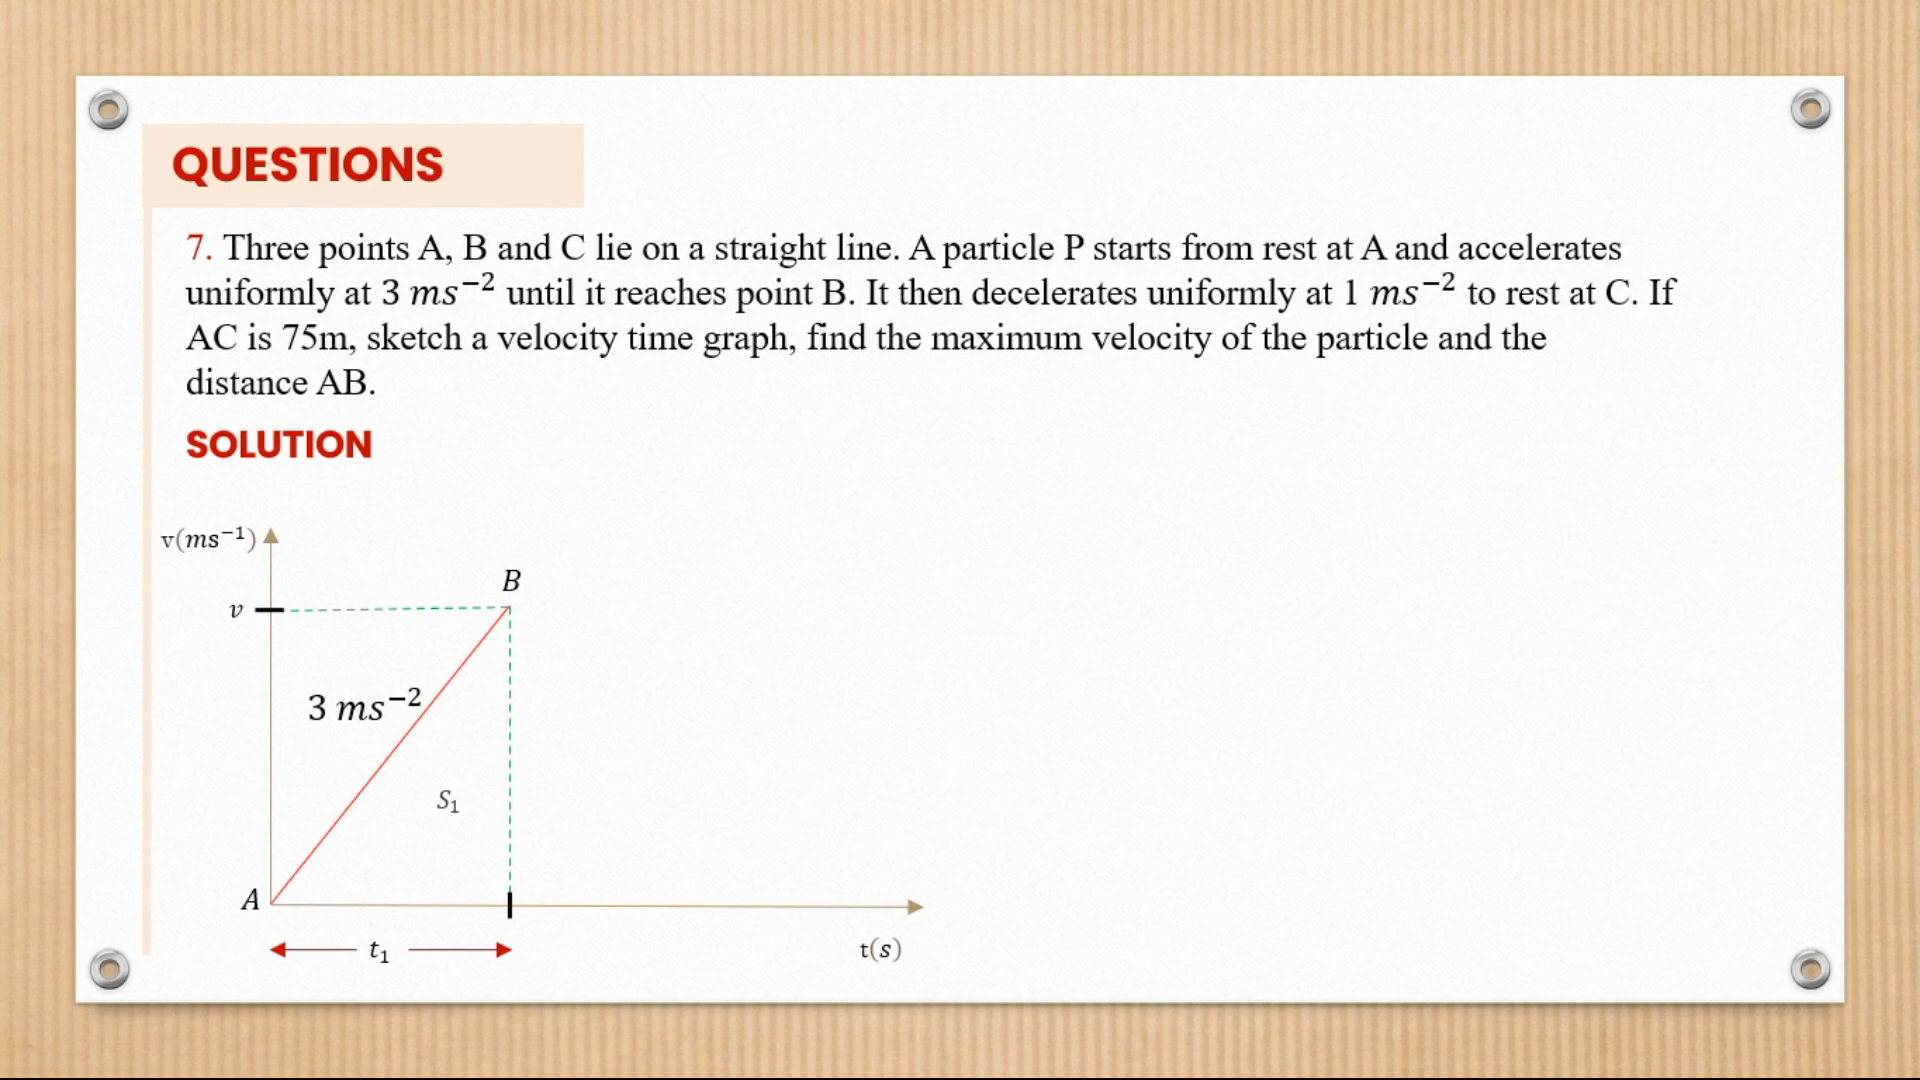 QUESTIONS
7. Three points A, B and C lie on a straight line. A particle P starts from rest at A and accelerates
uniformly at 3 ms⁻² until it reaches point B. It then decelerates uniformly at 1 ms⁻² to rest at C. If
AC is 75m, sketch a velocity time graph, find the maximum velocity of the particle and the
distance AB.
SOLUTION
v(ms⁻¹)
B
v
3 ms⁻²
S₁
A
t₁
t(s)